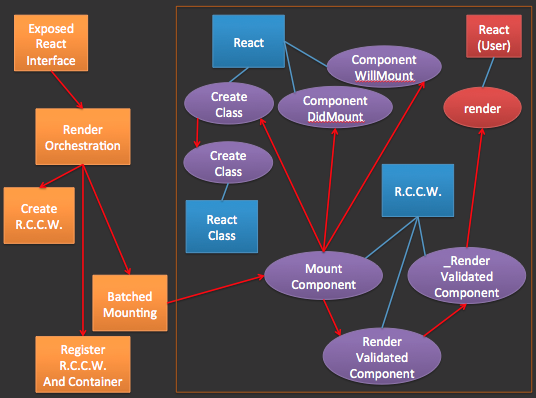 Exposed
React
Interface
Render
Orchestration
Create
R.C.C.W.
Batched
Mounting
Register
R.C.C.W.
And Container
React
Create
Class
Create
Class
React
Class
Component
DidMount
Component
WillMount
React
(User)
render
R.C.C.W.
Mount
Component
_Render
Validated
Component
Render
Validated
Component